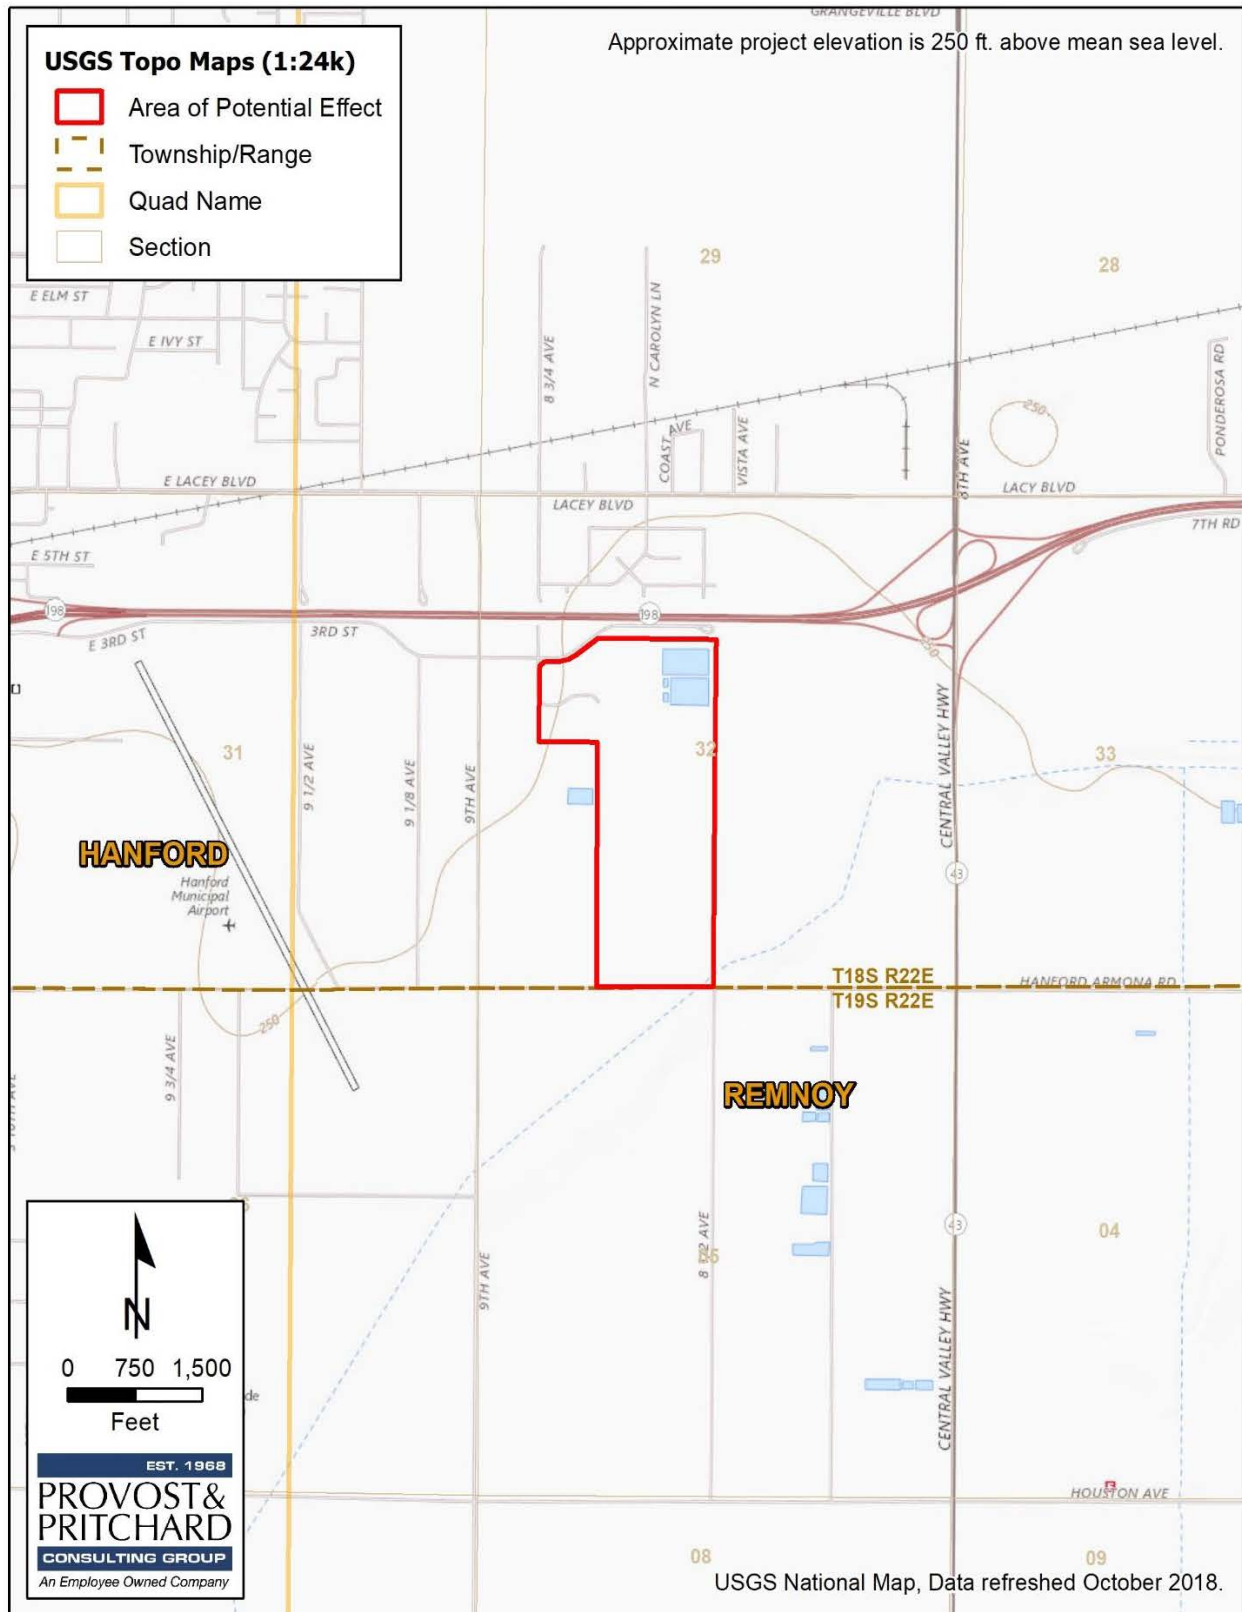 GRANGEVILLE BLVD
Approximate project elevation is 250 ft. above mean sea level.
USGS Topo Maps (1:24k)
Area of Potential Effect
Township/Range
Quad Name
Section
29
28
E ELM ST
E IVY ST
8 3/4 AVE
N CAROLYN LN
PONDEROSA RD
250
COAST AVE
VISTA AVE
8TH AVE
E LACEY BLVD
LACEY BLVD
LACY BLVD
7TH RD
E 5TH ST
198
198
E 3RD ST
3RD ST
250
31
32
33
9 1/2 AVE
9 1/8 AVE
9TH AVE
CENTRAL VALLEY HWY
HANFORD
Hanford
Municipal
Airport
43
T18S R22E
HANFORD ARMONA RD
T19S R22E
250
9 3/4 AVE
REMNOY
43
04
05
8 1/2 AVE
9TH AVE
CENTRAL VALLEY HWY
N
0 750 1,500
Feet
de
HOUSTON AVE
EST. 1968
PROVOST &
PRITCHARD
CONSULTING GROUP
An Employee Owned Company
08
09
USGS National Map, Data refreshed October 2018.